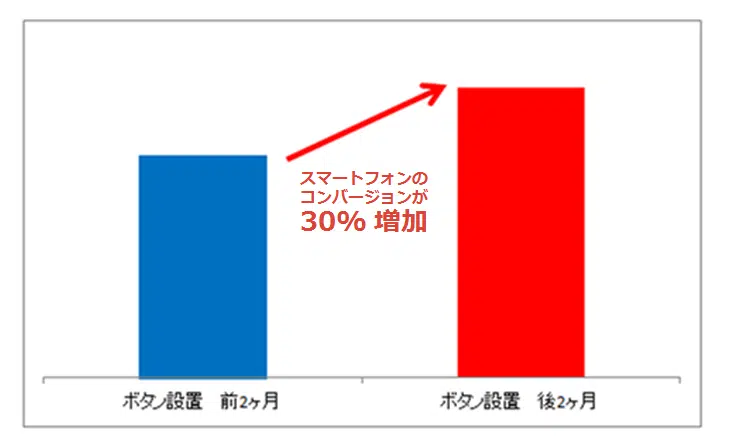 スマートフォンの
コンバージョンが
30% 増加
ボタン設置　前2ヶ月
ボタン設置　後2ヶ月